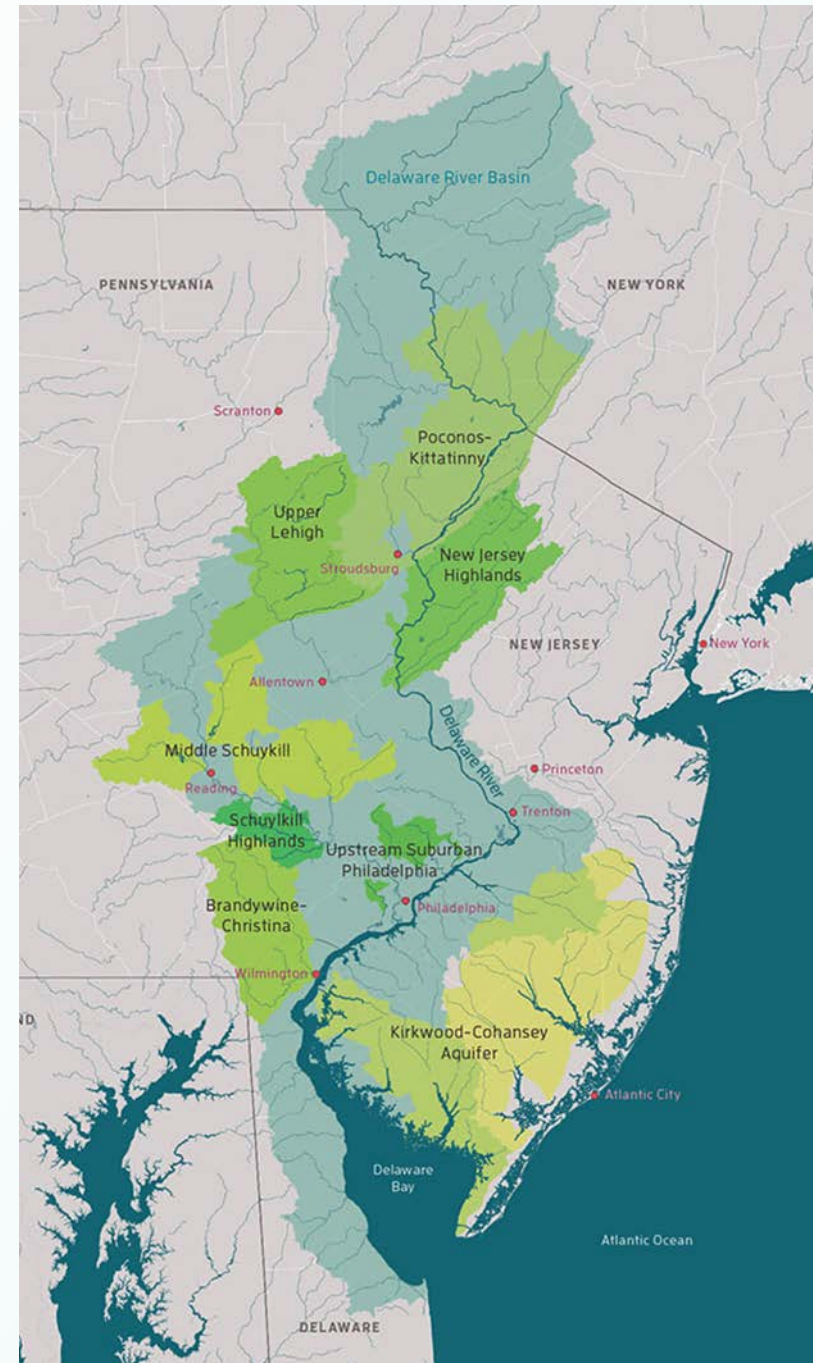 Delaware River Basin
PENNSYLVANIA
NEW YORK
Scranton
Poconos-
Kittatinny
Upper
Lehigh
New Jersey
Highlands
Stroudsburg
NEW JERSEY
New York
Allentown
Delaware River
Middle Schuykill
Princeton
Reading
Trenton
Schuylkill
Highlands
Upstream Suburban
Philadelphia
Brandywine-
Christina
Philadelphia
Wilmington
ND
Kirkwood-Cohansey
Aquifer
Atlantic City
Delaware
Bay
Atlantic Ocean
DELAWARE